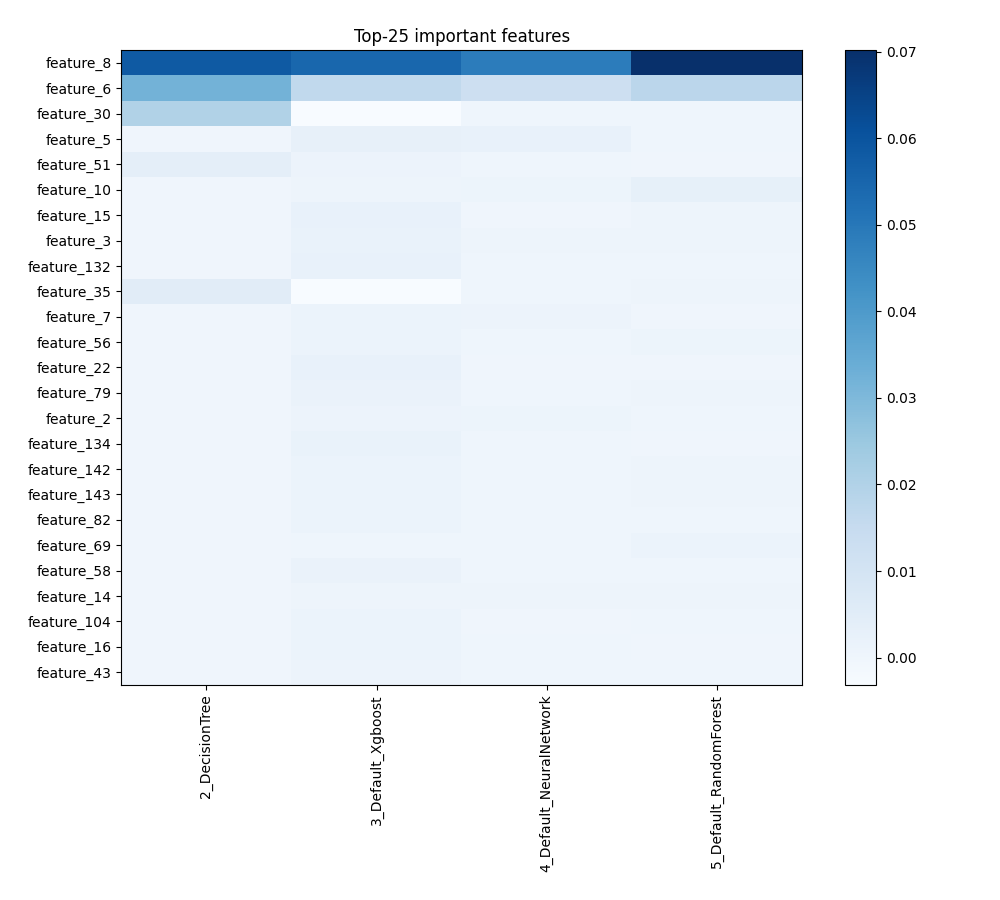 Top-25 important features
feature_8
feature_6
feature_30
feature_5
feature_51
feature_10
feature_15
feature_3
feature_132
feature_35
feature_7
feature_56
feature_22
feature_79
feature_2
feature_134
feature_142
feature_143
feature_82
feature_69
feature_58
feature_14
feature_104
feature_16
feature_43
2_DecisionTree
3_Default_Xgboost
4_Default_NeuralNetwork
5_Default_RandomForest
0.07
0.06
0.05
0.04
0.03
0.02
0.01
0.00